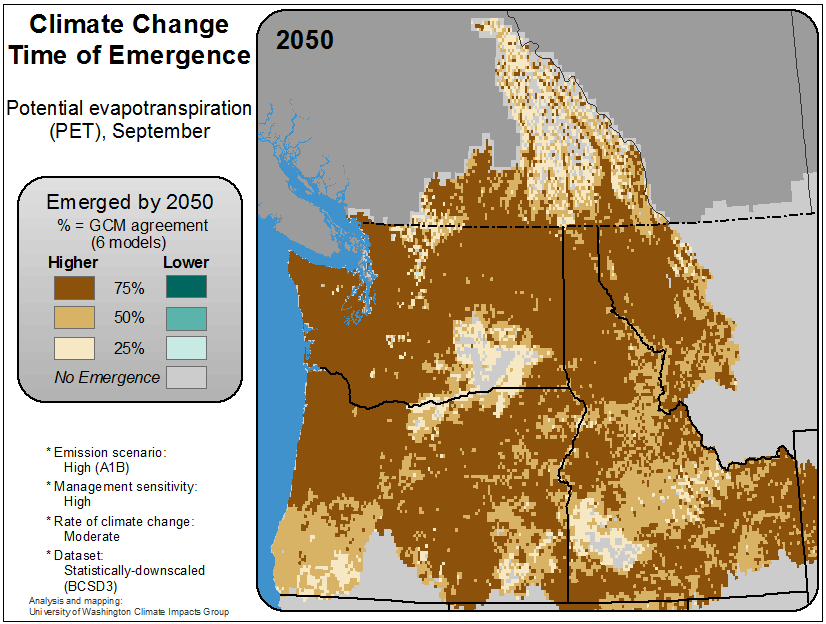 Climate Change
Time of Emergence
Potential evapotranspiration
(PET), September
2050
Emerged by 2050
% = GCM agreement
(6 models)
Higher Lower
75%
50%
25%
No Emergence
* Emission scenario:
High (A1B)
* Management sensitivity:
High
* Rate of climate change:
Moderate
* Dataset:
Statistically-downscaled
(BCSD3)
Analysis and mapping:
University of Washington Climate Impacts Group